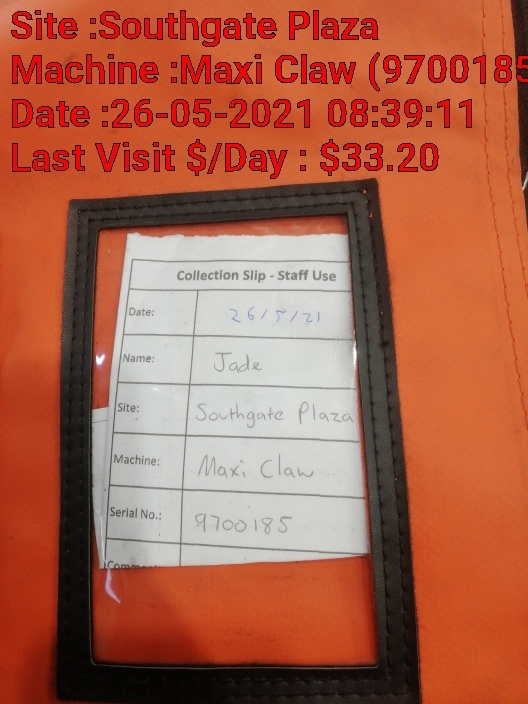 Site :Southgate Plaza
Machine :Maxi Claw (9700185
Date :26-05-2021 08:39:11
Last Visit $/Day : $33.20
Collection Slip - Staff Use
Date: 26/5/21
Name: Jade
Site: Southgate Plaza
Machine: Maxi Claw
Serial No.: 9700185